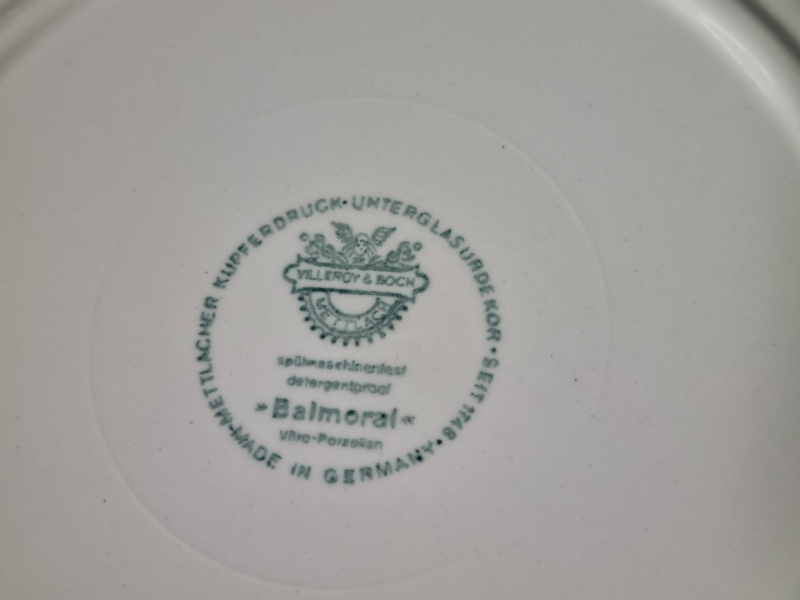 METTLACHER KUPFERDRUCK·UNTERGLASURDEKOR·SEIT 1748·
MADE IN GERMANY
VILLEROY & BOCH
METTLACH
spülmaschinenfest
detergentproof
»Balmoral«
Vitro-Porzellan